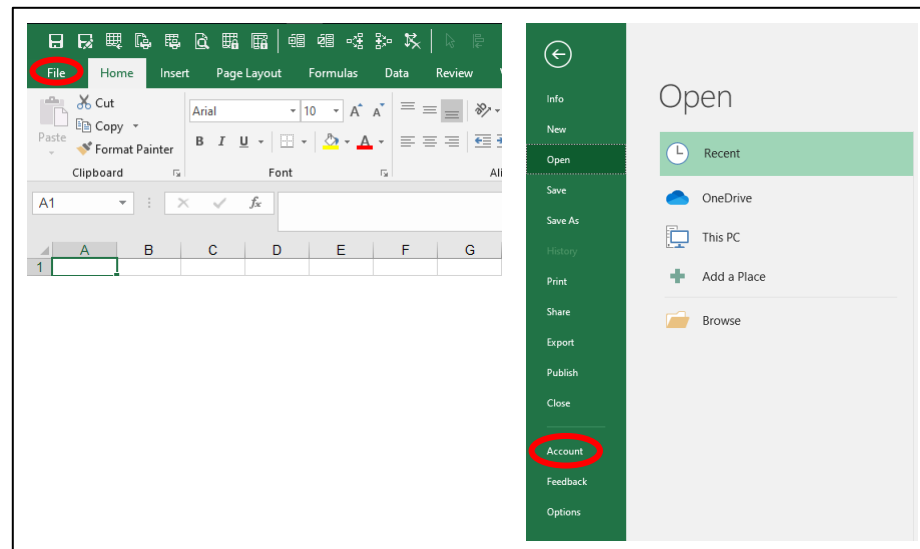 File Home Insert Page Layout Formulas Data Review
Cut
Copy
Paste
Format Painter
Arial 10 A A
B I U A
Clipboard Font
A1 fx
A B C D E F G
1
Info
New
Open
Save
Save As
History
Print
Share
Export
Publish
Close
Account
Feedback
Options
Open
Recent
OneDrive
This PC
Add a Place
Browse